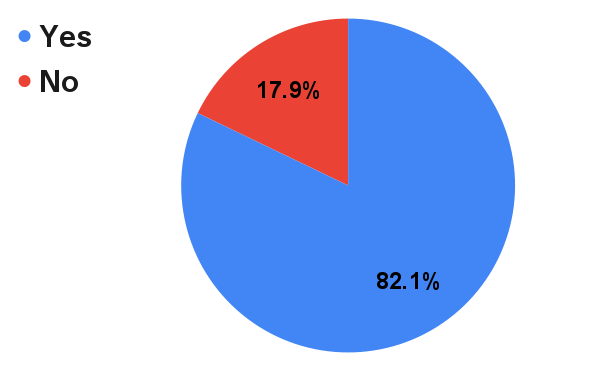 Yes
No
17.9%
82.1%